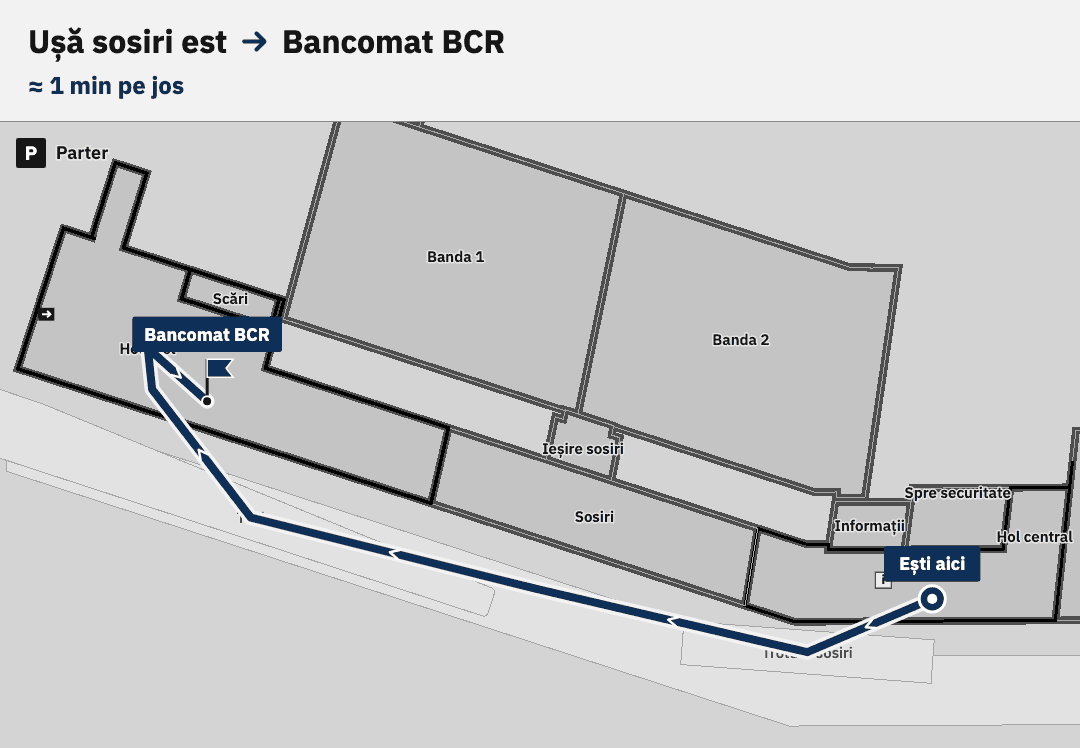 Ușă sosiri est → Bancomat BCR
≈ 1 min pe jos
P Parter
Banda 1
Scări
Bancomat BCR
Banda 2
Ieșire sosiri
Spre securitate
Sosiri
Informații
Hol central
Ești aici
sosiri